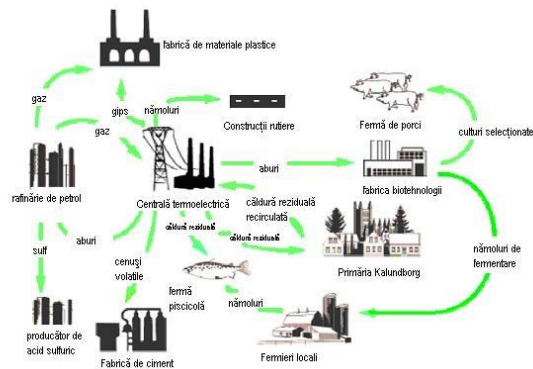 fabrică de materiale plastice
gaz
gips
nămoluri
gaz
Construcții rutiere
Fermă de porci
culturi selecționate
aburi
rafinărie de petrol
Centrală termoelectrică
fabrica biotehnologii
căldură reziduală
recirculată
căldură reziduală
căldură reziduală
sulf
aburi
cenuși
volatile
Primăria Kalundborg
nămoluri de
fermentare
fermă
piscicolă
nămoluri
producător de
acid sulfuric
Fabrică de ciment
Fermieri locali